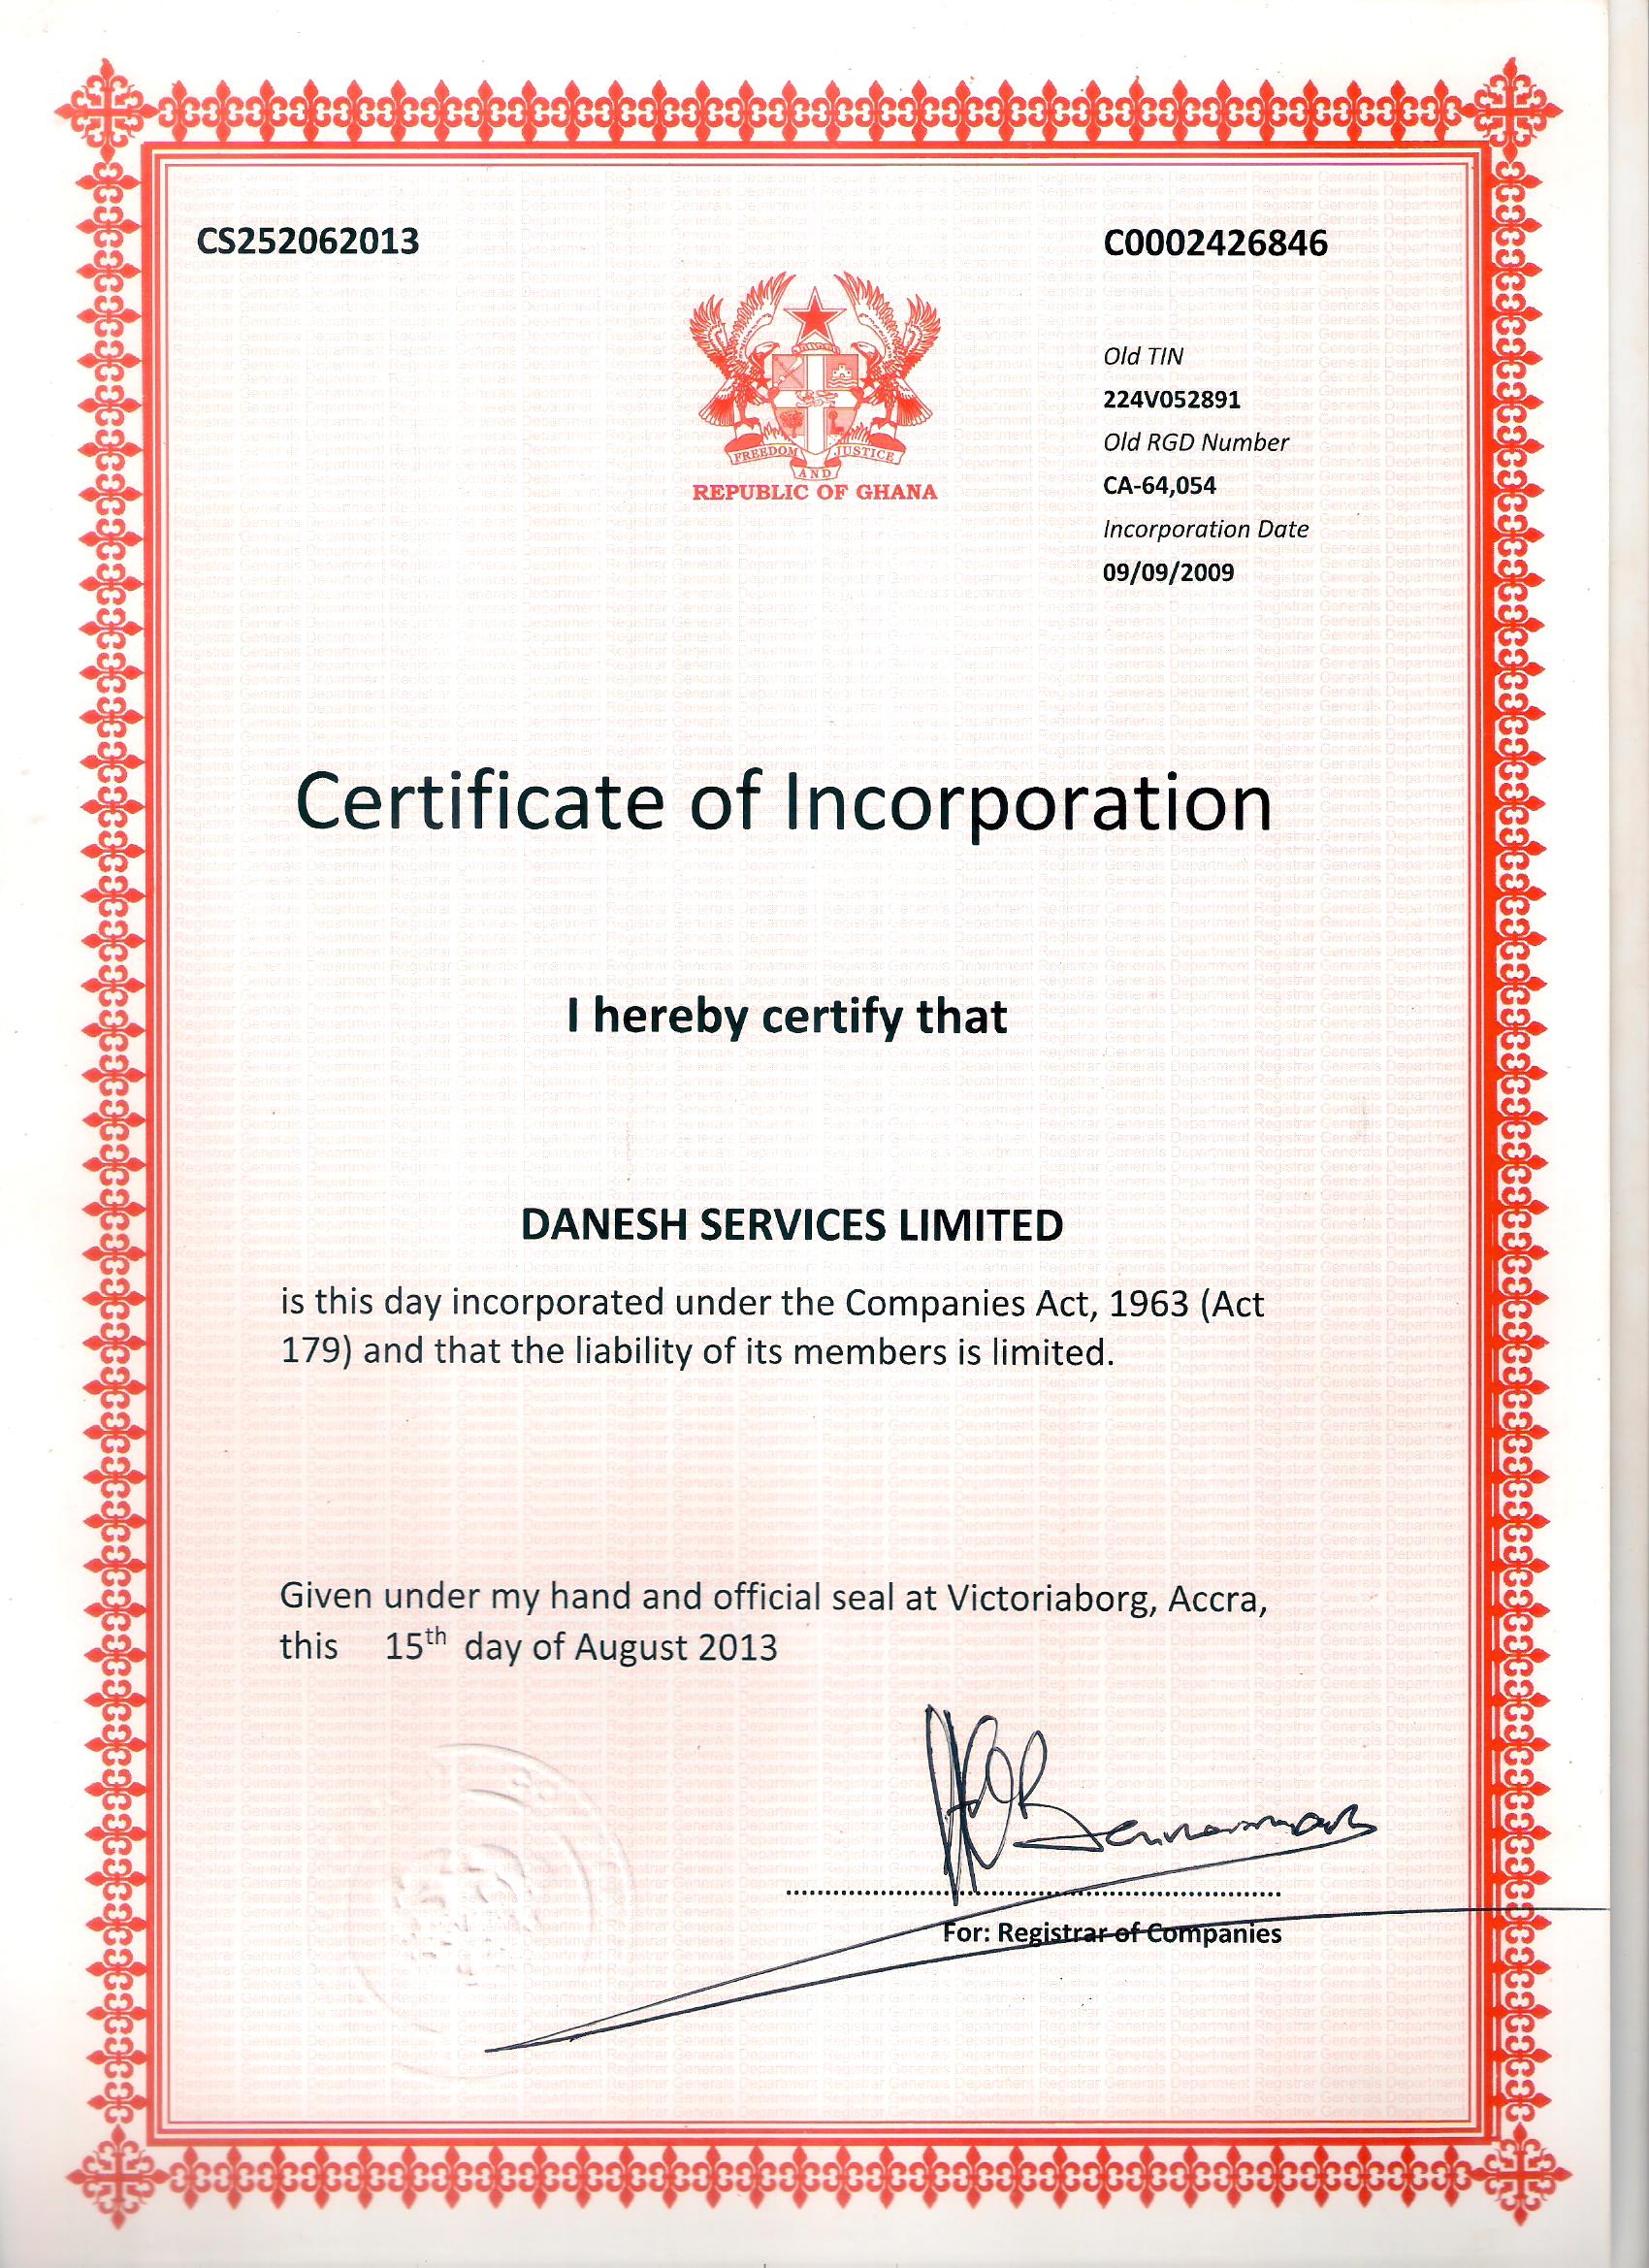 CS252062013
C0002426846
FREEDOM AND JUSTICE
REPUBLIC OF GHANA
Old TIN
224V052891
Old RGD Number
CA-64,054
Incorporation Date
09/09/2009
Certificate of Incorporation
I hereby certify that
DANESH SERVICES LIMITED
is this day incorporated under the Companies Act, 1963 (Act
179) and that the liability of its members is limited.
Given under my hand and official seal at Victoriaborg, Accra,
this 15th day of August 2013
For: Registrar of Companies